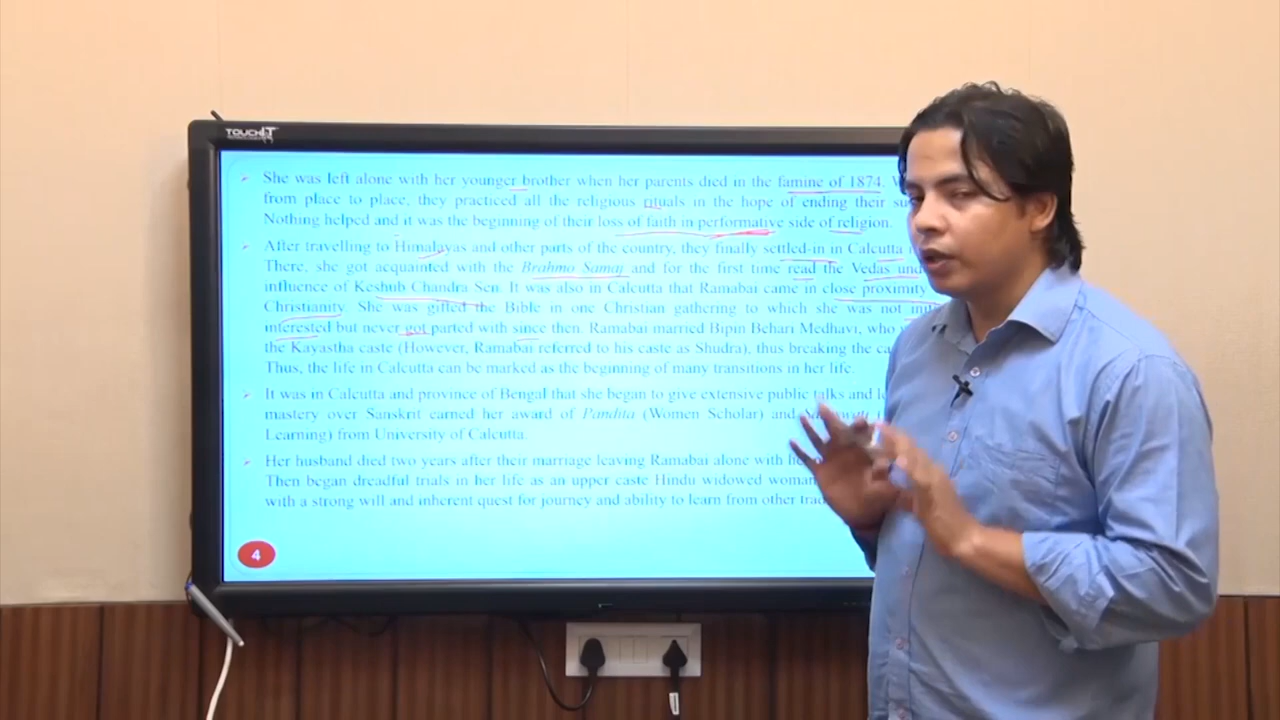 TOUCHIT
She was left alone with her younger brother when her parents died in the famine of 1874.
from place to place, they practiced all the religious rituals in the hope of ending their
Nothing helped and it was the beginning of their loss of faith in performative side of religion.
After travelling to Himalayas and other parts of the country, they finally settled-in in Calcutta
There, she got acquainted with the Brahmo Samaj and for the first time read the Vedas
influence of Keshub Chandra Sen. It was also in Calcutta that Ramabai came in close proximity
Christianity. She was gifted the Bible in one Christian gathering to which she was not
interested but never got parted with since then. Ramabai married Bipin Behari Medhavi, who
the Kayastha caste (However, Ramabai referred to his caste as Shudra), thus breaking the
Thus, the life in Calcutta can be marked as the beginning of many transitions in her life.
It was in Calcutta and province of Bengal that she began to give extensive public talks and
mastery over Sanskrit earned her award of Pandita (Women Scholar) and
Learning) from University of Calcutta.
Her husband died two years after their marriage leaving Ramabai alone with
Then began dreadful trials in her life as an upper caste Hindu widowed woman
with a strong will and inherent quest for journey and ability to learn from other
4